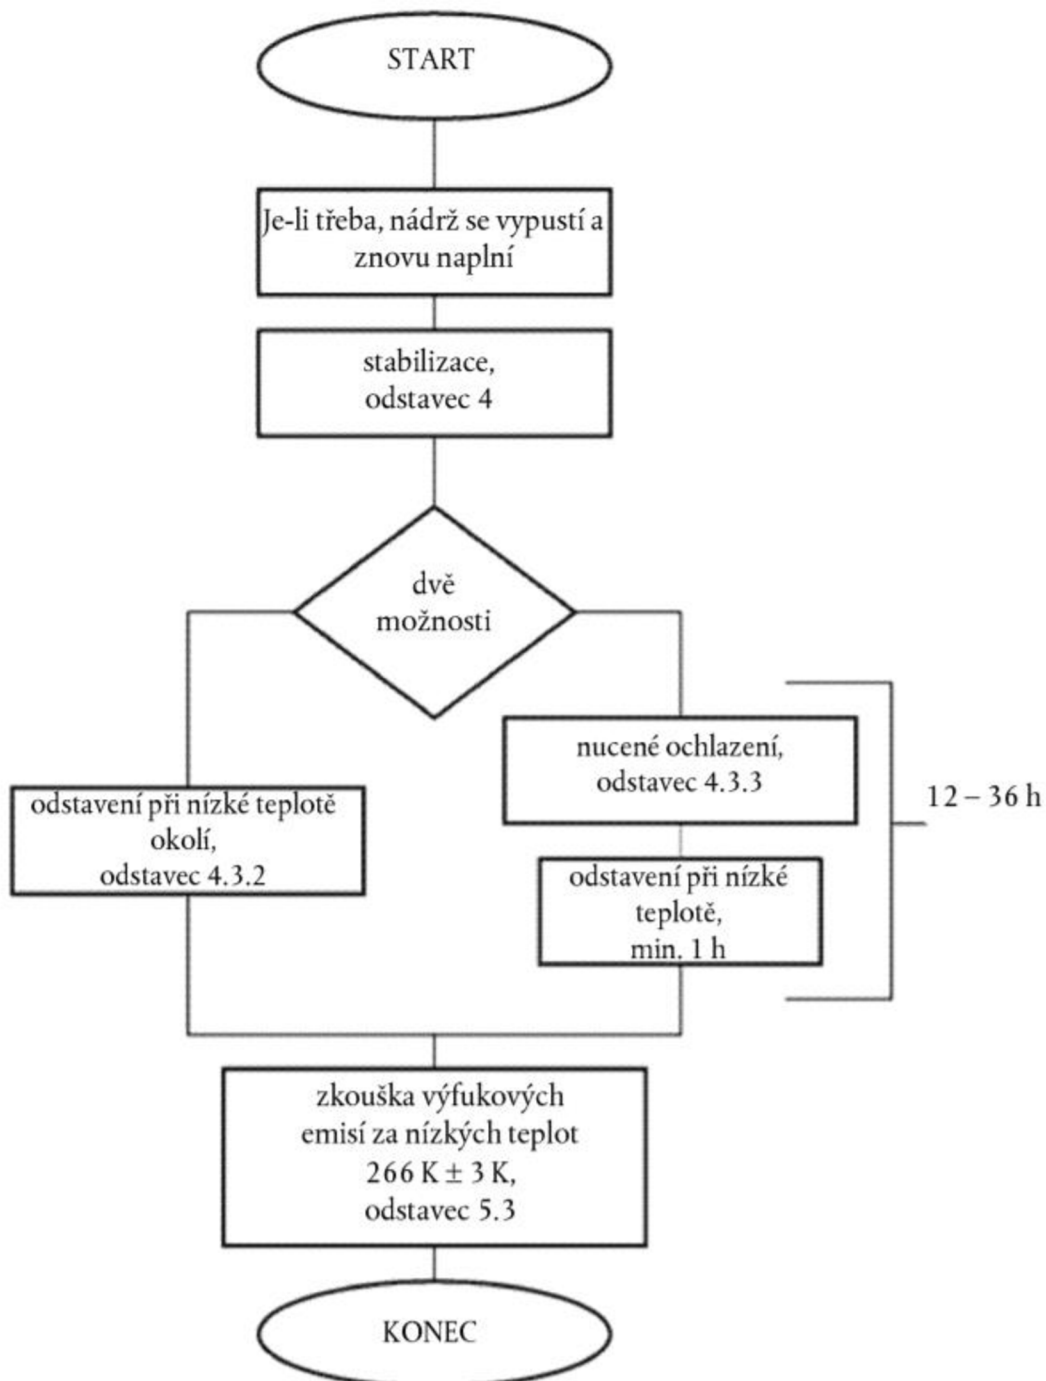 START
Je-li třeba, nádrž se vypustí a
znovu naplní
stabilizace,
odstavec 4
dvě
možnosti
nucené ochlazení,
odstavec 4.3.3
12 – 36 h
odstavení při nízké teplotě
okolí,
odstavec 4.3.2
odstavení při nízké
teplotě,
min. 1 h
zkouška výfukových
emisí za nízkých teplot
266 K ± 3 K,
odstavec 5.3
KONEC